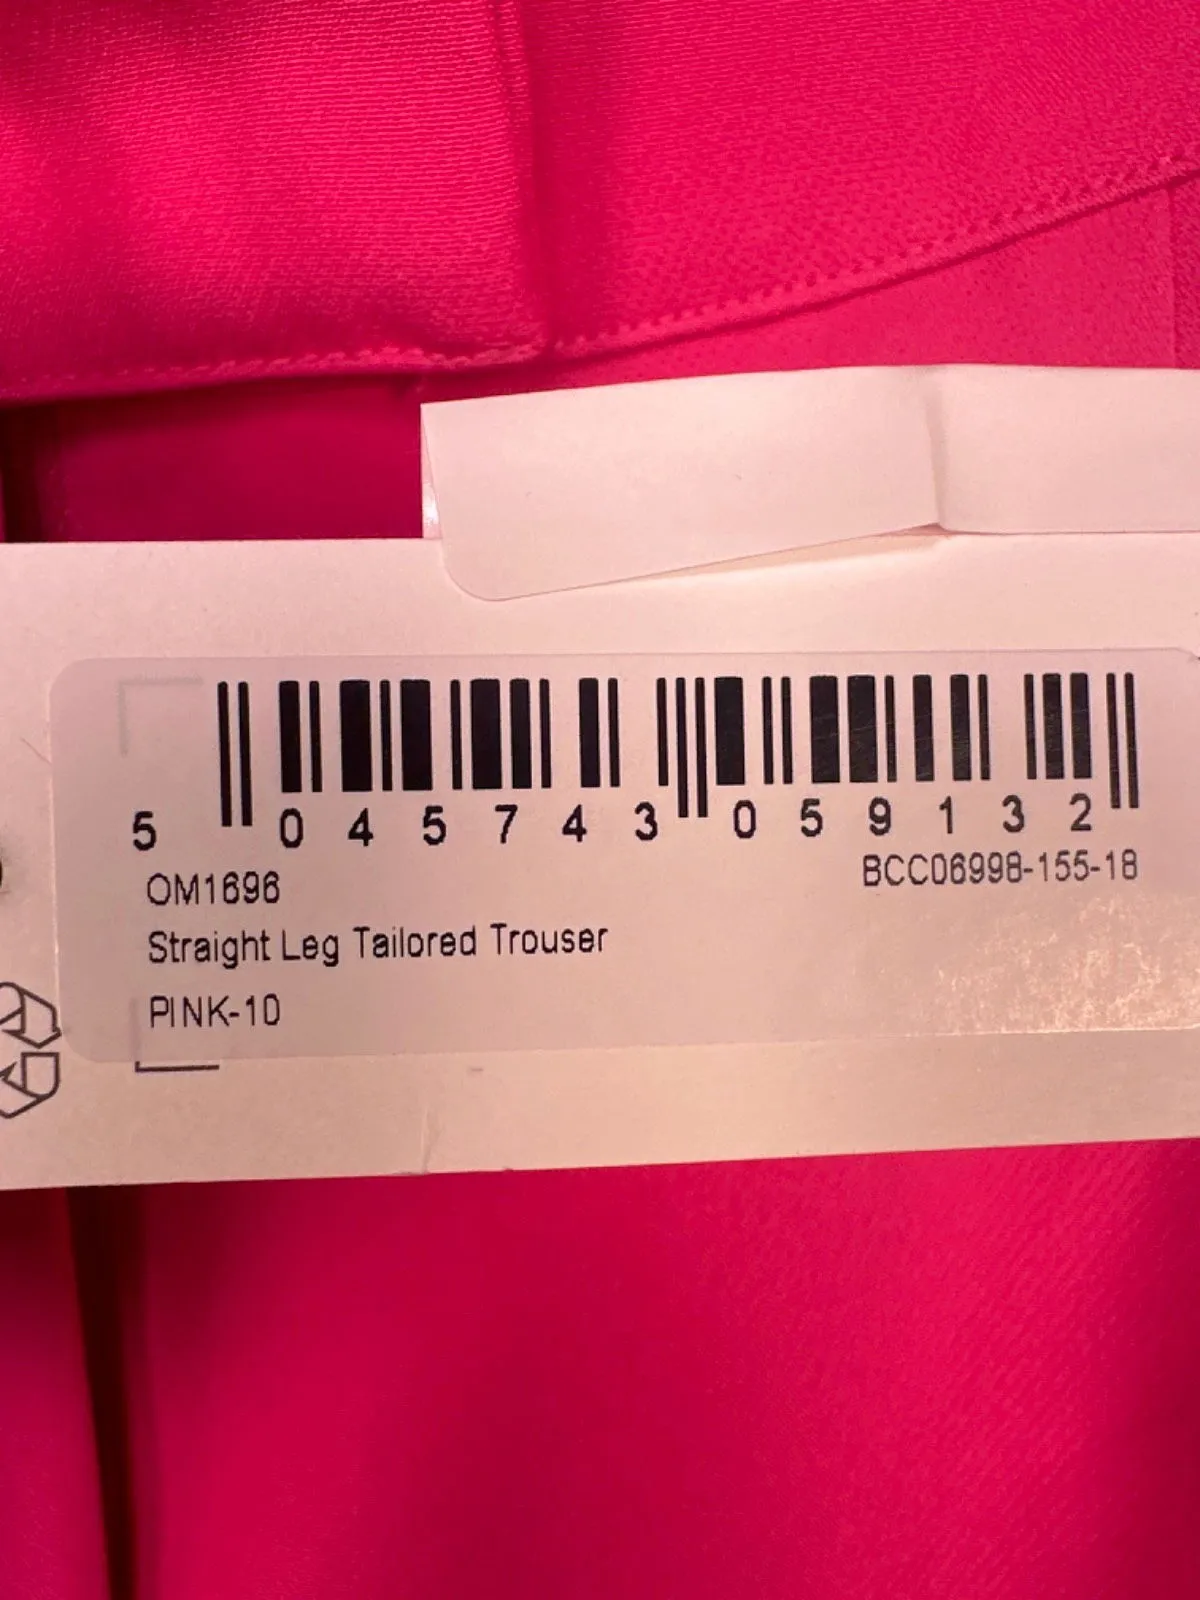 5 045743 059132
OM1696
BCC06998-155-18
Straight Leg Tailored Trouser
PINK-10